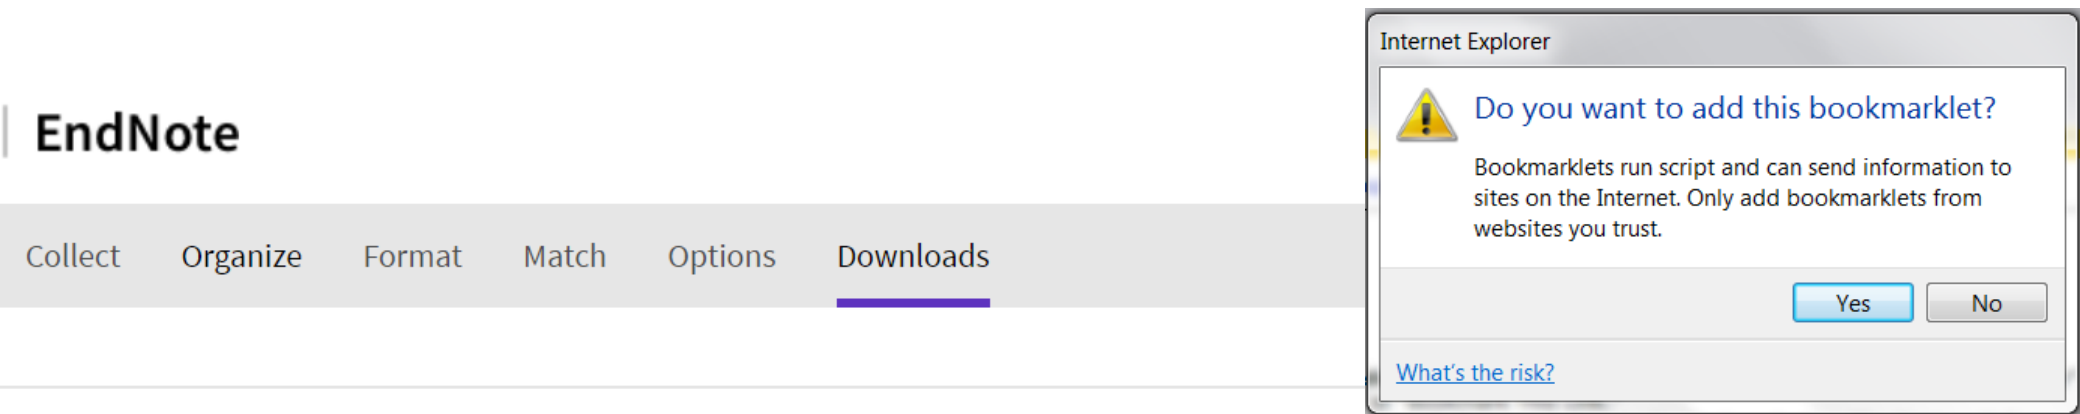 EndNote
Collect Organize Format Match Options Downloads
Internet Explorer
Do you want to add this bookmarklet?
Bookmarklets run script and can send information to
sites on the Internet. Only add bookmarklets from
websites you trust.
Yes No
What's the risk?